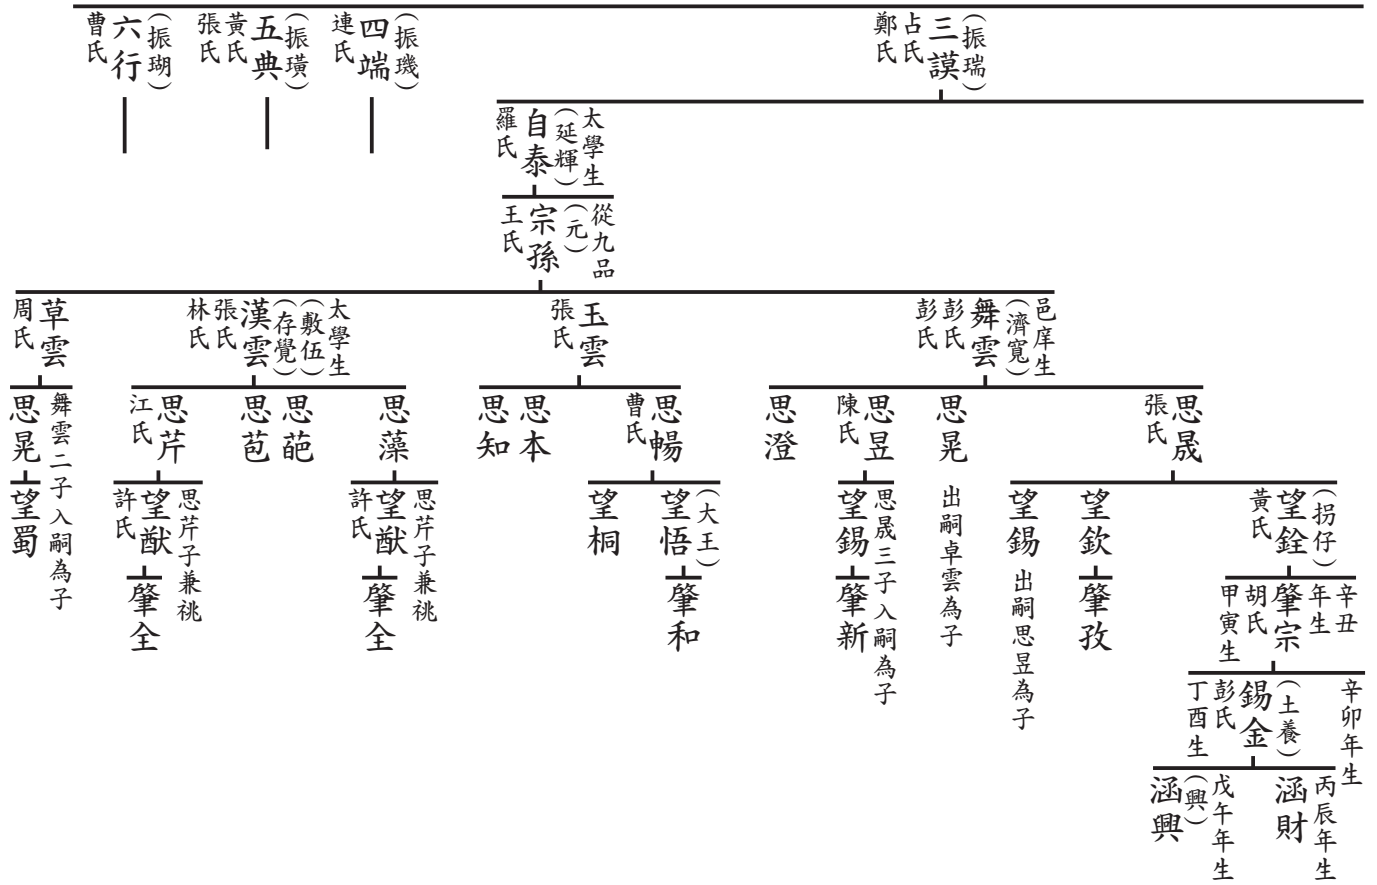 (振瑞)
三謨
占氏
鄭氏
(振璣)
四端
連氏
(振璜)
五典
黃氏
張氏
(振瑚)
六行
曹氏
太學生
(延輝)
自泰
羅氏
從九品
(元)
宗孫
王氏
邑庠生
(濟寬)
舞雲
彭氏
彭氏
玉雲
張氏
太學生
(敷伍)
(存覺)
漢雲
張氏
林氏
草雲
周氏
思晟
張氏
思晃
出嗣卓雲為子
思昱
陳氏
思澄
思暢
曹氏
思本
思知
思藻
思葩
思苞
思芹
江氏
舞雲二子入嗣為子
思晃
(拐仔)
望銓
黃氏
望欽
望錫
出嗣思昱為子
思晟三子入嗣為子
望錫
(大王)
望悟
望桐
思芹子兼祧
望猷
許氏
思芹子兼祧
望猷
許氏
望蜀
辛丑
年生
肇宗
胡氏
甲寅生
肇孜
肇新
肇和
肇全
肇全
辛卯年生
(土養)
錫金
彭氏
丁酉生
丙辰年生
涵財
戊午年生
(興)
涵興